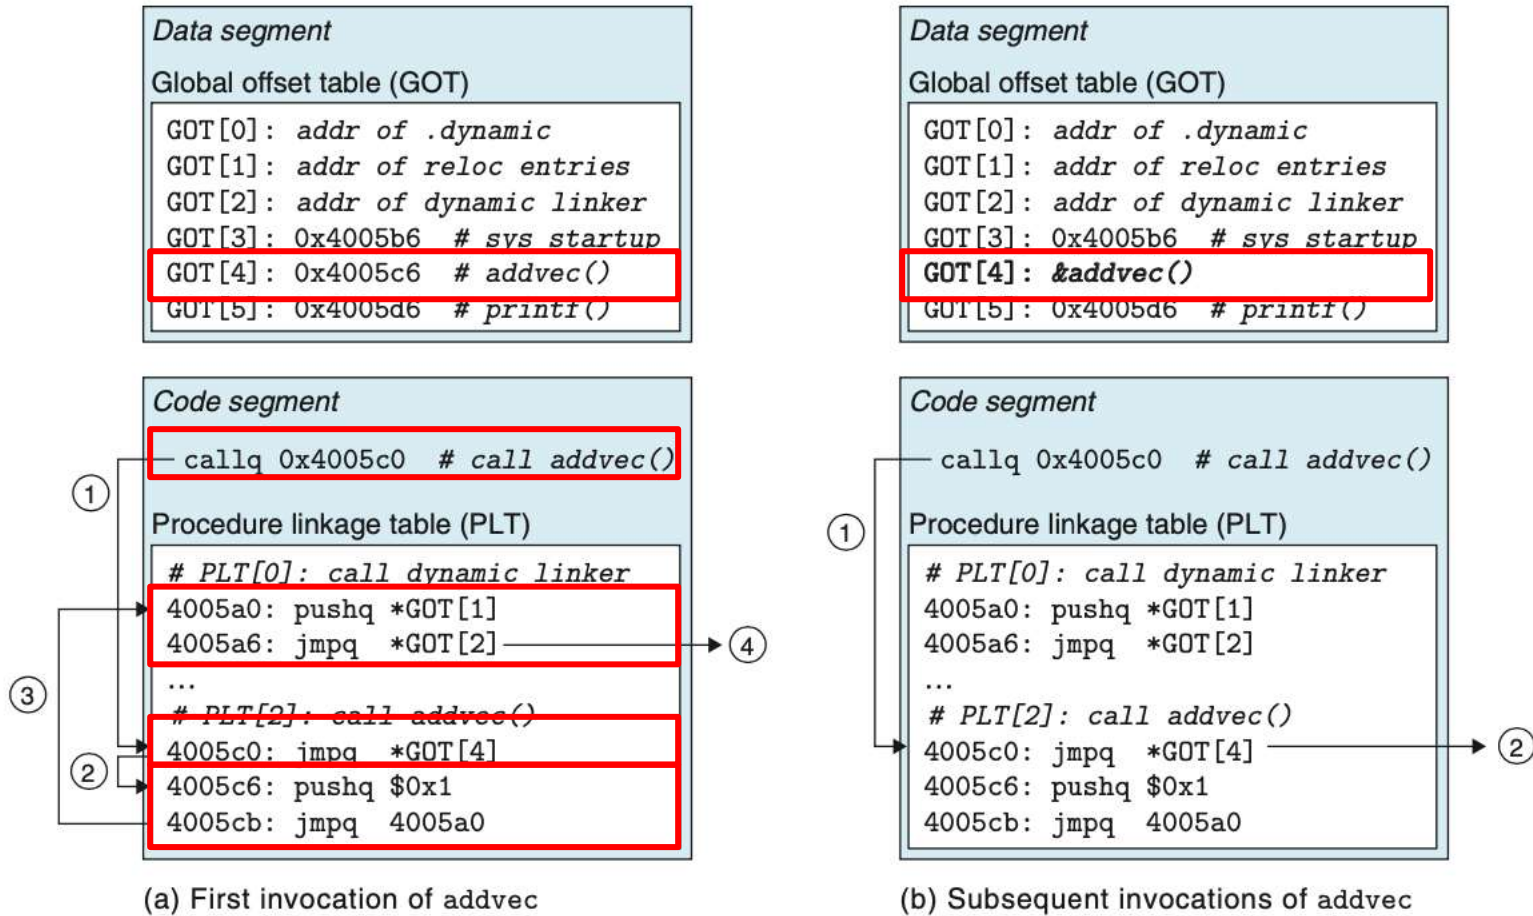 Data segment
Global offset table (GOT)
GOT[0]: addr of .dynamic
GOT[1]: addr of reloc entries
GOT[2]: addr of dynamic linker
GOT[3]: 0x4005b6 # sys startup
GOT[4]: 0x4005c6 # addvec()
GOT[5]: 0x4005d6 # printf()
Code segment
callq 0x4005c0 # call addvec()
1
Procedure linkage table (PLT)
# PLT[0]: call dynamic linker
4005a0: pushq *GOT[1]
4005a6: jmpq *GOT[2]
4
...
3
# PLT[2]: call addvec()
4005c0: jmpq *GOT[4]
2
4005c6: pushq $0x1
4005cb: jmpq 4005a0
(a) First invocation of addvec
Data segment
Global offset table (GOT)
GOT[0]: addr of .dynamic
GOT[1]: addr of reloc entries
GOT[2]: addr of dynamic linker
GOT[3]: 0x4005b6 # sys startup
GOT[4]: &addvec()
GOT[5]: 0x4005d6 # printf()
Code segment
callq 0x4005c0 # call addvec()
1
Procedure linkage table (PLT)
# PLT[0]: call dynamic linker
4005a0: pushq *GOT[1]
4005a6: jmpq *GOT[2]
...
# PLT[2]: call addvec()
4005c0: jmpq *GOT[4]
2
4005c6: pushq $0x1
4005cb: jmpq 4005a0
(b) Subsequent invocations of addvec